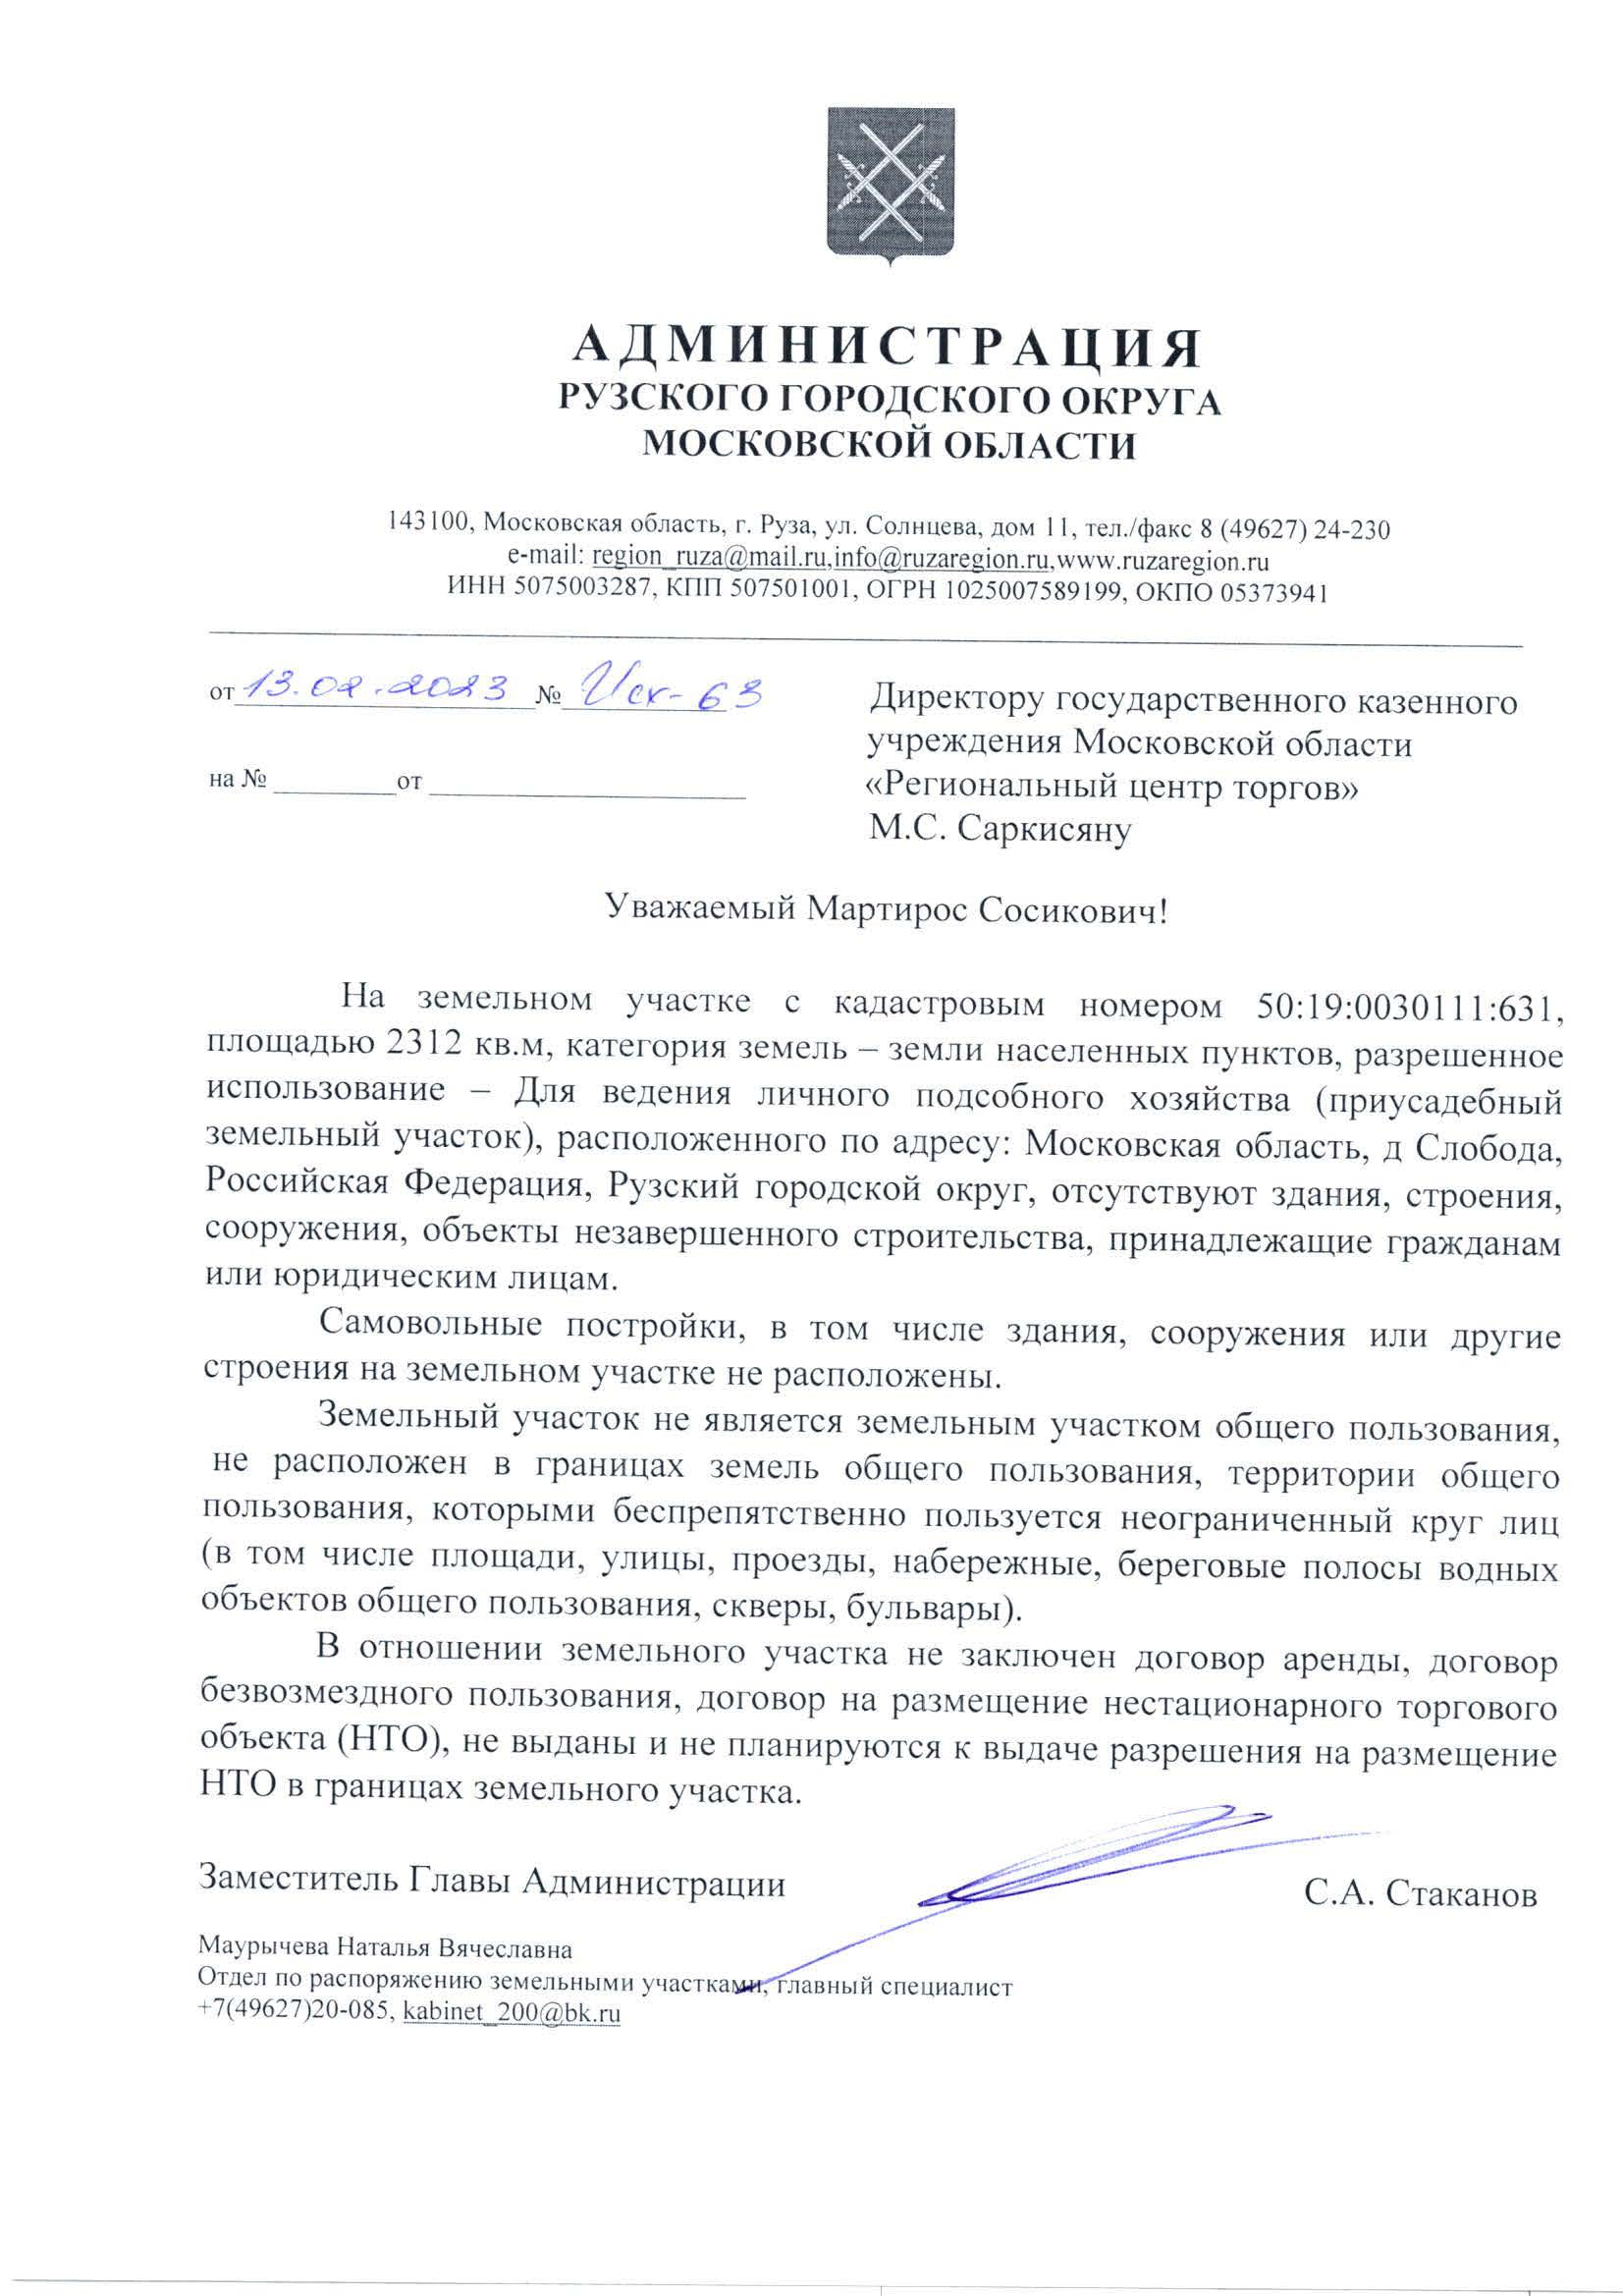 АДМИНИСТРАЦИЯ
РУЗСКОГО ГОРОДСКОГО ОКРУГА
МОСКОВСКОЙ ОБЛАСТИ
143100, Московская область, г. Руза, ул. Солнцева, дом 11, тел./факс 8 (49627) 24-230
e-mail: region_ruza@mail.ru,info@ruzaregion.ru,www.ruzaregion.ru
ИНН 5075003287, КПП 507501001, ОГРН 1025007589199, ОКПО 05373941
от 13.02.2023 № Исх-63
на № _________от ______________________
Директору государственного казенного
учреждения Московской области
«Региональный центр торгов»
М.С. Саркисяну
Уважаемый Мартирос Сосикович!
На земельном участке с кадастровым номером 50:19:0030111:631,
площадью 2312 кв.м, категория земель – земли населенных пунктов, разрешенное
использование – Для ведения личного подсобного хозяйства (приусадебный
земельный участок), расположенного по адресу: Московская область, д Слобода,
Российская Федерация, Рузский городской округ, отсутствуют здания, строения,
сооружения, объекты незавершенного строительства, принадлежащие гражданам
или юридическим лицам.
Самовольные постройки, в том числе здания, сооружения или другие
строения на земельном участке не расположены.
Земельный участок не является земельным участком общего пользования,
не расположен в границах земель общего пользования, территории общего
пользования, которыми беспрепятственно пользуется неограниченный круг лиц
(в том числе площади, улицы, проезды, набережные, береговые полосы водных
объектов общего пользования, скверы, бульвары).
В отношении земельного участка не заключен договор аренды, договор
безвозмездного пользования, договор на размещение нестационарного торгового
объекта (НТО), не выданы и не планируются к выдаче разрешения на размещение
НТО в границах земельного участка.
Заместитель Главы Администрации
С.А. Стаканов
Маурычева Наталья Вячеславна
Отдел по распоряжению земельными участками, главный специалист
+7(49627)20-085, kabinet_200@bk.ru